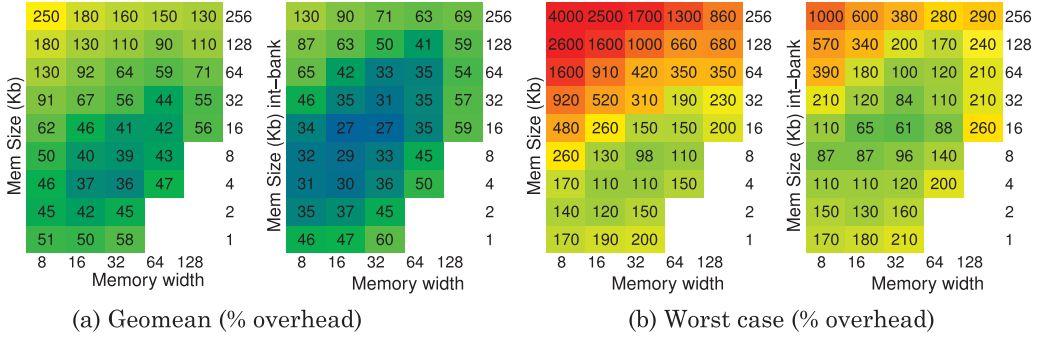 250 180 160 150 130 256 130 90 71 63 69 256 4000 2500 1700 1300 860 256 1000 600 380 280 290 256
180 130 110 90 110 128 87 63 50 41 59 128 2600 1600 1000 660 680 128 570 340 200 170 240 128
130 92 64 59 71 64 65 42 33 35 54 64 1600 910 420 350 350 64 390 180 100 120 210 64
91 67 56 44 55 32 46 35 31 35 57 32 920 520 310 190 230 32 210 120 84 110 210 32
62 46 41 42 56 16 34 27 27 35 59 16 480 260 150 150 200 16 110 65 61 88 260 16
50 40 39 43 8 32 29 33 45 8 260 130 98 110 8 87 87 96 140 8
46 37 36 47 4 31 30 36 50 4 170 110 110 150 4 110 110 120 200 4
45 42 45 2 35 37 45 2 140 120 150 2 150 130 160 2
51 50 58 1 46 47 60 1 170 190 200 1 170 180 210 1
8 16 32 64 128 8 16 32 64 128 8 16 32 64 128 8 16 32 64 128
Mem Size (Kb)
Mem Size (Kb) int–bank
Mem Size (Kb)
Mem Size (Kb) int–bank
Memory width Memory width Memory width Memory width
(a) Geomean (% overhead) (b) Worst case (% overhead)